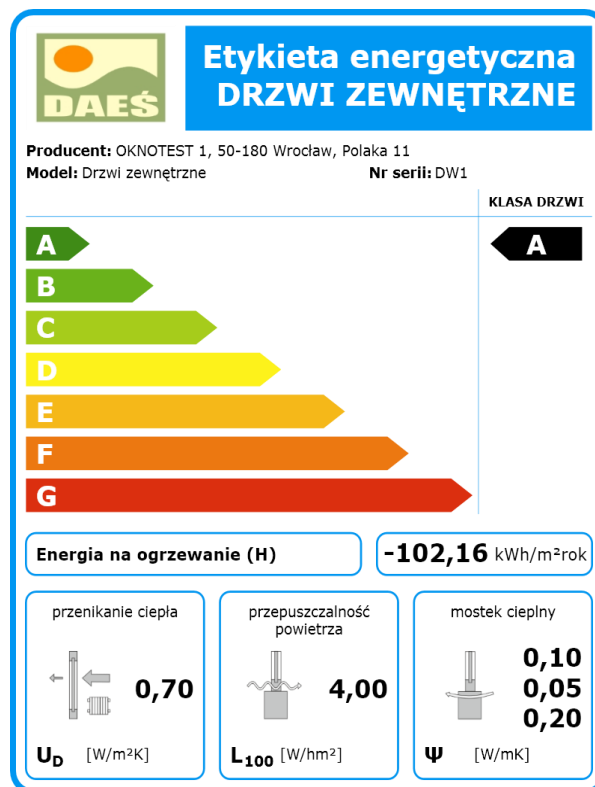 DAEŚ
Etykieta energetyczna
DRZWI ZEWNĘTRZNE
Producent: OKNOTEST 1, 50-180 Wrocław, Polaka 11
Model: Drzwi zewnętrzne Nr serii: DW1
KLASA DRZWI
A A
B
C
D
E
F
G
Energia na ogrzewanie (H) -102,16 kWh/m²rok
przenikanie ciepła
0,70
U_D [W/m²K]
przepuszczalność
powietrza
4,00
L₁₀₀ [W/hm²]
mostek cieplny
0,10
0,05
0,20
Ψ [W/mK]